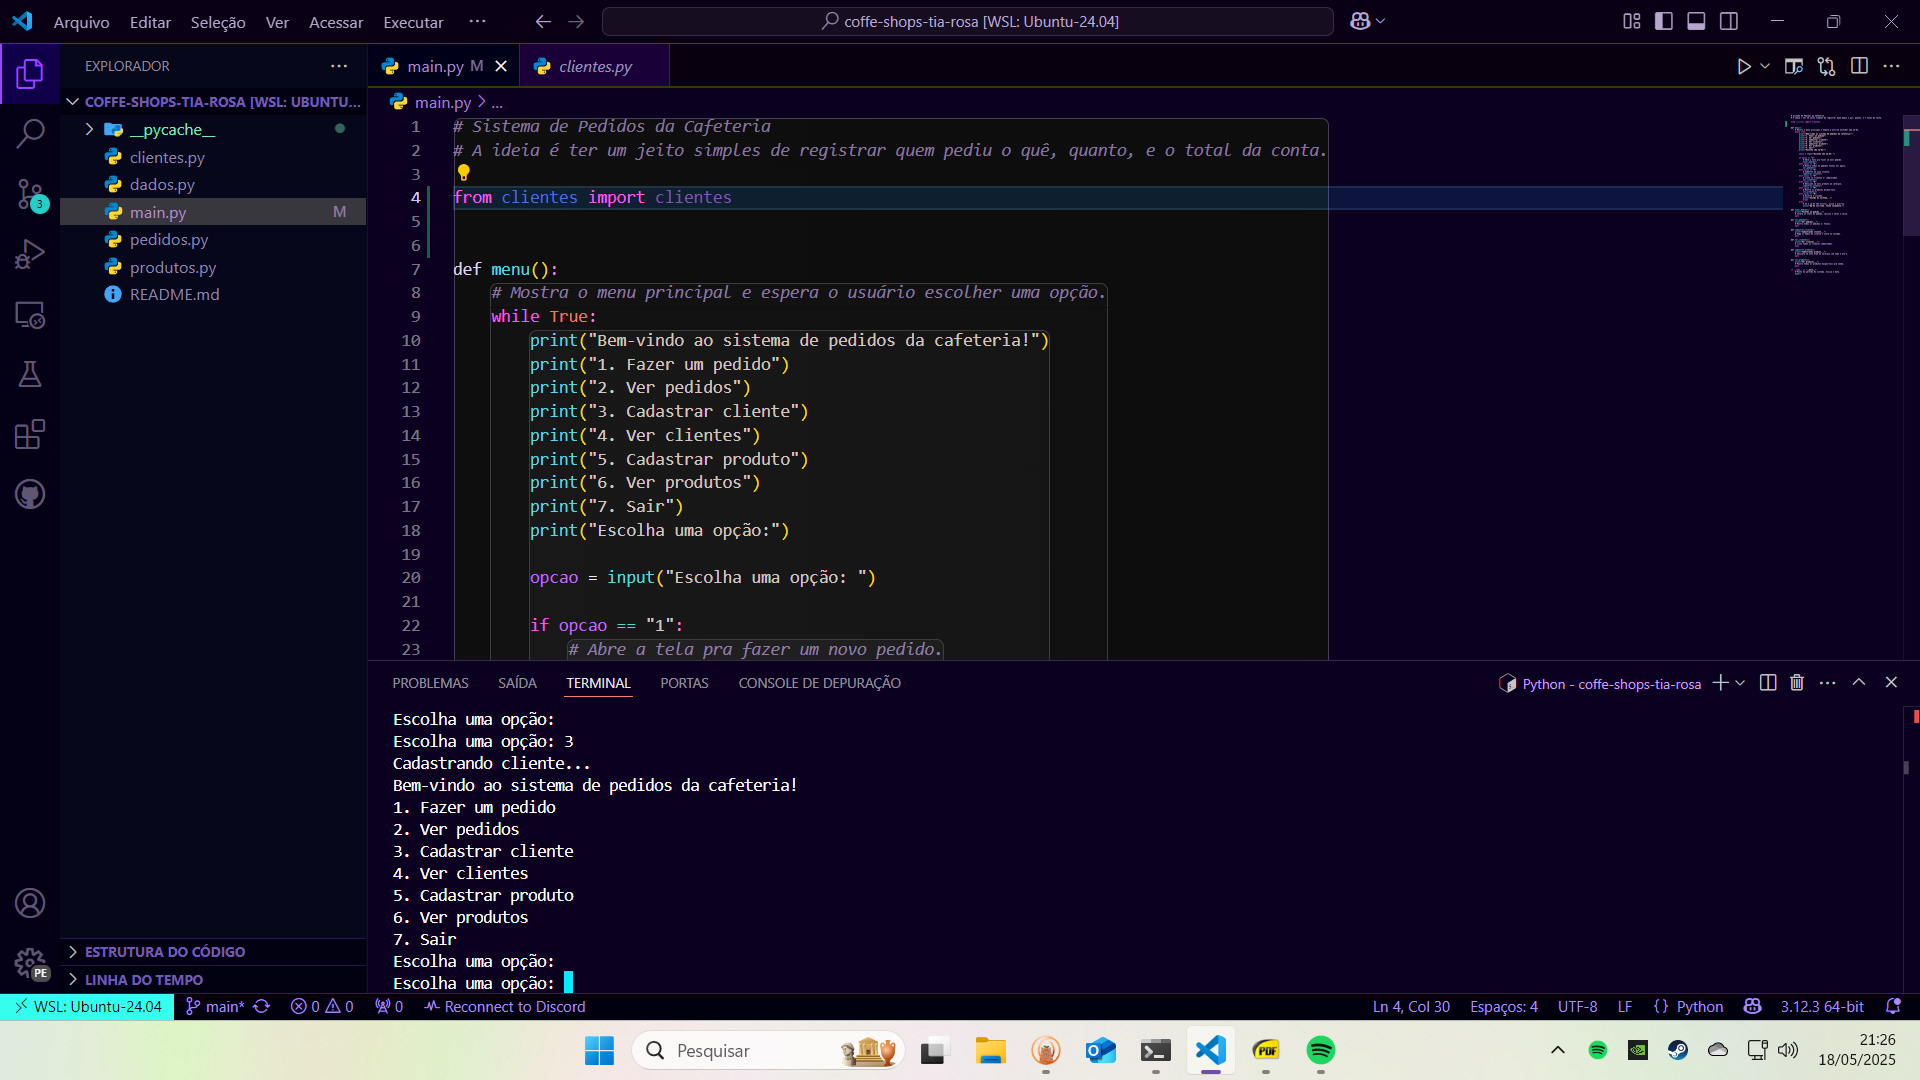 Arquivo Editar Seleção Ver Acessar Executar ···
coffe-shops-tia-rosa [WSL: Ubuntu-24.04]
EXPLORADOR
COFFE-SHOPS-TIA-ROSA [WSL: UBUNTU...
__pycache__
clientes.py
dados.py
main.py M
pedidos.py
produtos.py
README.md
3
ESTRUTURA DO CÓDIGO
LINHA DO TEMPO
PE
main.py M
clientes.py
main.py > ...
1 # Sistema de Pedidos da Cafeteria
2 # A ideia é ter um jeito simples de registrar quem pediu o quê, quanto, e o total da conta.
3
4 from clientes import clientes
5
6
7 def menu():
8 # Mostra o menu principal e espera o usuário escolher uma opção.
9 while True:
10 print("Bem-vindo ao sistema de pedidos da cafeteria!")
11 print("1. Fazer um pedido")
12 print("2. Ver pedidos")
13 print("3. Cadastrar cliente")
14 print("4. Ver clientes")
15 print("5. Cadastrar produto")
16 print("6. Ver produtos")
17 print("7. Sair")
18 print("Escolha uma opção:")
19
20 opcao = input("Escolha uma opção: ")
21
22 if opcao == "1":
23 # Abre a tela pra fazer um novo pedido.
PROBLEMAS SAÍDA TERMINAL PORTAS CONSOLE DE DEPURAÇÃO
Python - coffe-shops-tia-rosa
Escolha uma opção:
Escolha uma opção: 3
Cadastrando cliente...
Bem-vindo ao sistema de pedidos da cafeteria!
1. Fazer um pedido
2. Ver pedidos
3. Cadastrar cliente
4. Ver clientes
5. Cadastrar produto
6. Ver produtos
7. Sair
Escolha uma opção:
Escolha uma opção:
WSL: Ubuntu-24.04 main* 0 0 0 Reconnect to Discord
Ln 4, Col 30 Espaços: 4 UTF-8 LF {} Python 3.12.3 64-bit
Pesquisar
PDF
21:26
18/05/2025